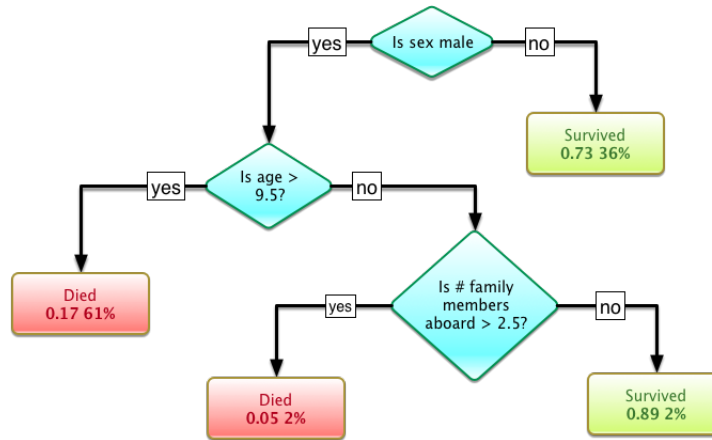 Is sex male
yes
no
Survived
0.73 36%
Is age >
9.5?
yes
no
Died
0.17 61%
Is # family
members
aboard > 2.5?
yes
no
Died
0.05 2%
Survived
0.89 2%